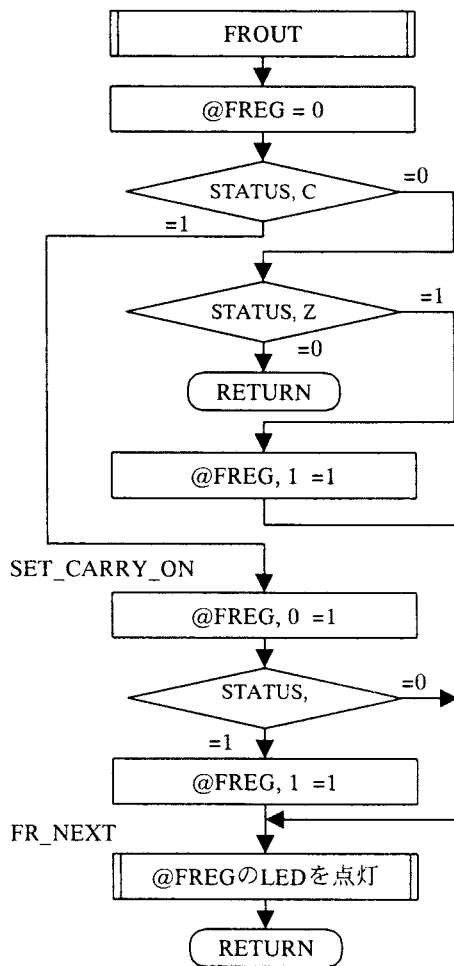 FROUT
@FREG = 0
STATUS, C
=0
=1
STATUS, Z
=1
=0
RETURN
@FREG, 1 =1
SET_CARRY_ON
@FREG, 0 =1
STATUS,
=0
=1
@FREG, 1 =1
FR_NEXT
@FREGのLEDを点灯
RETURN